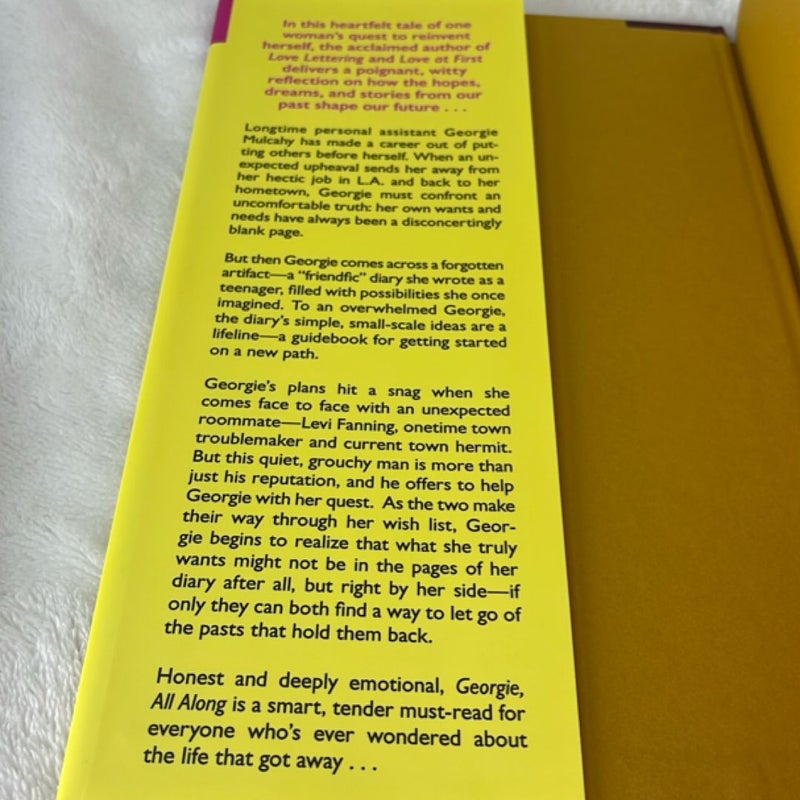 In this heartfelt tale of one
woman's quest to reinvent
herself, the acclaimed author of
Love Lettering and Love at First
delivers a poignant, witty
reflection on how the hopes,
dreams, and stories from our
past shape our future . . .
Longtime personal assistant Georgie
Mulcahy has made a career out of put-
ting others before herself. When an un-
expected upheaval sends her away from
her hectic job in L.A. and back to her
hometown, Georgie must confront an
uncomfortable truth: her own wants and
needs have always been a disconcertingly
blank page.
But then Georgie comes across a forgotten
artifact—a "friendfic" diary she wrote as a
teenager, filled with possibilities she once
imagined. To an overwhelmed Georgie,
the diary's simple, small-scale ideas are a
lifeline—a guidebook for getting started
on a new path.
Georgie's plans hit a snag when she
comes face to face with an unexpected
roommate—Levi Fanning, onetime town
troublemaker and current town hermit.
But this quiet, grouchy man is more than
just his reputation, and he offers to help
Georgie with her quest. As the two make
their way through her wish list, Geor-
gie begins to realize that what she truly
wants might not be in the pages of her
diary after all, but right by her side—if
only they can both find a way to let go of
the pasts that hold them back.
Honest and deeply emotional, Georgie,
All Along is a smart, tender must-read for
everyone who's ever wondered about
the life that got away . . .